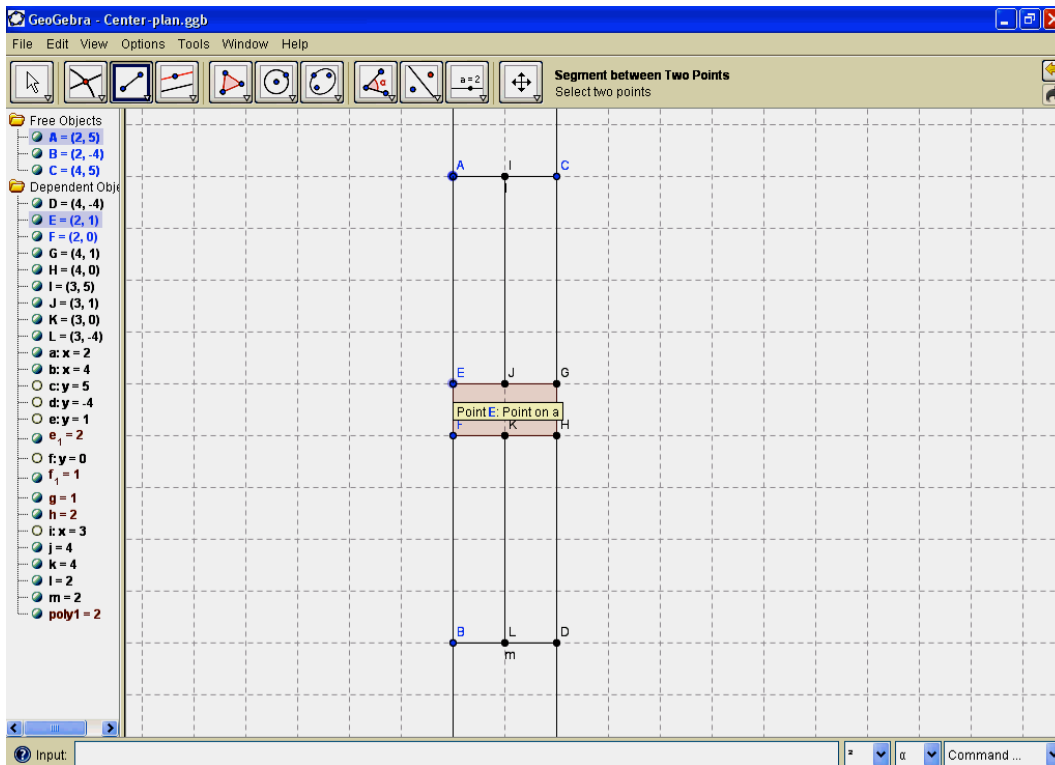 GeoGebra - Center-plan.ggb
File Edit View Options Tools Window Help
a = 2
Segment between Two Points
Select two points
Free Objects
A = (2, 5)
B = (2, -4)
C = (4, 5)
Dependent Obje
D = (4, -4)
E = (2, 1)
F = (2, 0)
G = (4, 1)
H = (4, 0)
I = (3, 5)
J = (3, 1)
K = (3, 0)
L = (3, -4)
a: x = 2
b: x = 4
c: y = 5
d: y = -4
e: y = 1
e₁ = 2
f: y = 0
f₁ = 1
g = 1
h = 2
i: x = 3
j = 4
k = 4
l = 2
m = 2
poly1 = 2
A I C
l
E J G
Point E: Point on a
F K H
B L D
m
Input: ² α Command ...